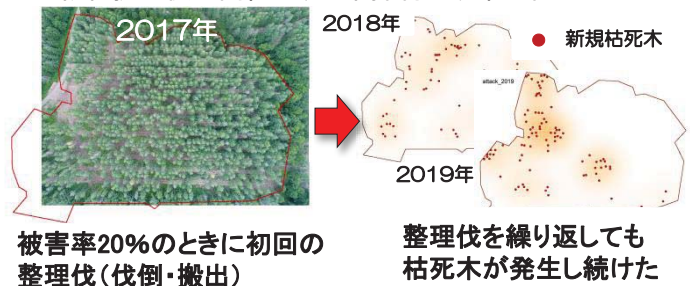 2017年
2018年
新規枯死木
attack_2019
2019年
被害率20%のときに初回の
整理伐(伐倒・搬出)
整理伐を繰り返しても
枯死木が発生し続けた